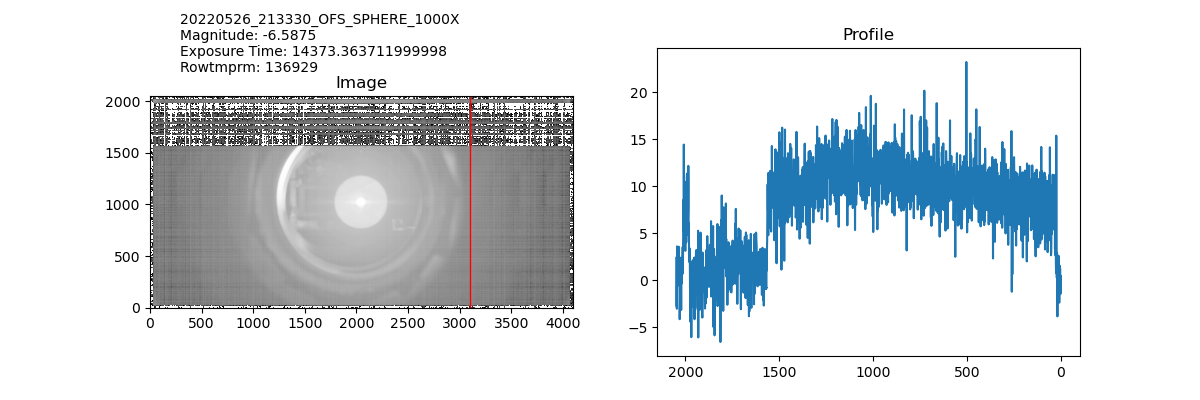 20220526_213330_OFS_SPHERE_1000X
Magnitude: -6.5875
Exposure Time: 14373.363711999998
Rowtmprm: 136929
Image
2000
1500
1000
500
0
0 500 1000 1500 2000 2500 3000 3500 4000
Profile
20
15
10
5
0
−5
2000 1500 1000 500 0